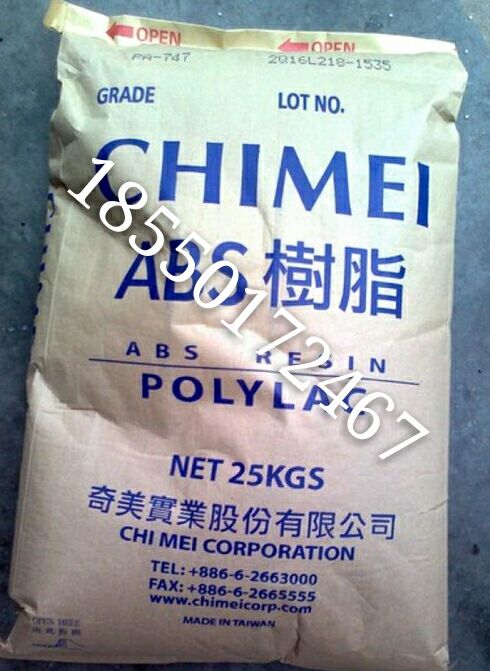 OPEN OPEN
PA-747 2Q16L218-1535
GRADE LOT NO.
CHIMEI
ABS 樹脂
ABS RESIN
POLYLAC
18550172467
NET 25KGS
奇美實業股份有限公司
CHI MEI CORPORATION
TEL: +886-6-2663000
FAX: +886-6-2665555
www.chimeicorp.com
MADE IN TAIWAN
OPEN HERE